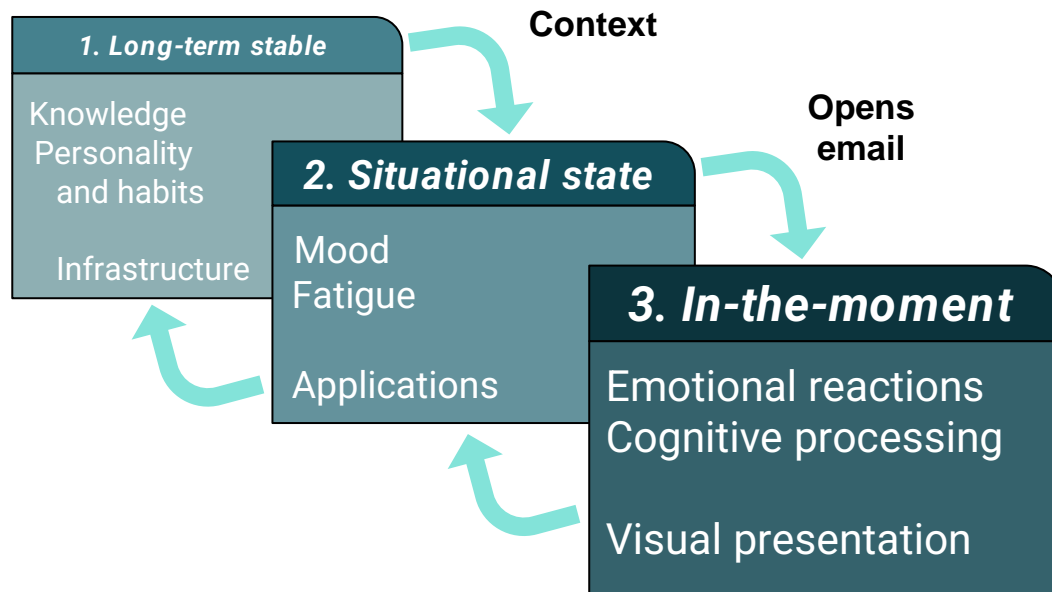 Context
1. Long-term stable
Knowledge
Personality
and habits
Infrastructure
Opens
email
2. Situational state
Mood
Fatigue
Applications
3. In-the-moment
Emotional reactions
Cognitive processing
Visual presentation